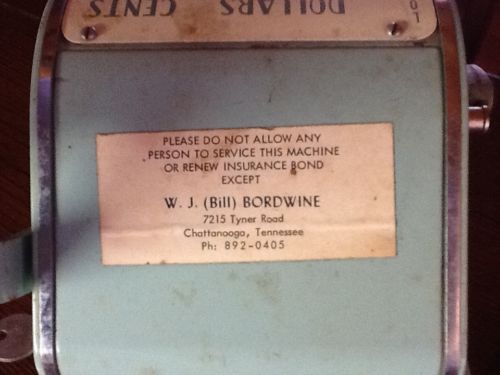 DOLLARS CENTS
101
PLEASE DO NOT ALLOW ANY
PERSON TO SERVICE THIS MACHINE
OR RENEW INSURANCE BOND
EXCEPT
W. J. (Bill) BORDWINE
7215 Tyner Road
Chattanooga, Tennessee
Ph: 892-0405